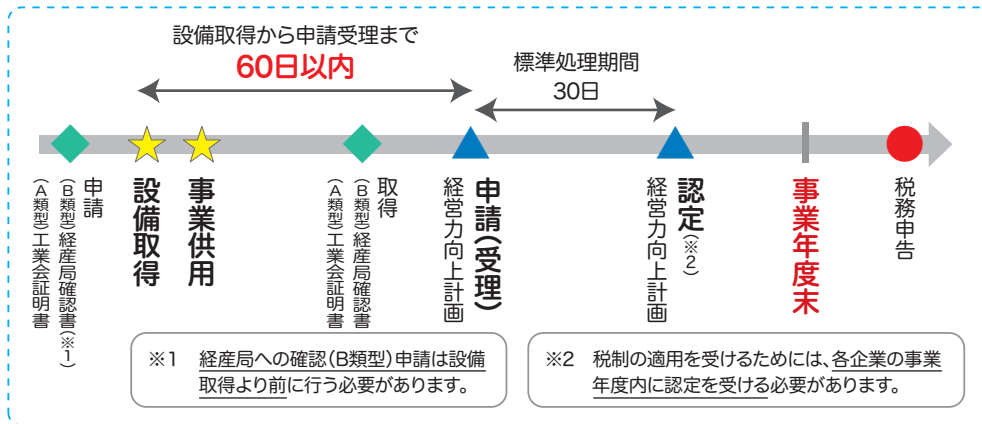 設備取得から申請受理まで
60日以内
標準処理期間
30日
申請
(B類型)経産局確認書(※1)
(A類型)工業会証明書
設備取得
事業供用
取得
(B類型)経産局確認書
(A類型)工業会証明書
申請(受理)
経営力向上計画
認定(※2)
経営力向上計画
事業年度末
税務申告
※1 経産局への確認(B類型)申請は設備
取得より前に行う必要があります。
※2 税制の適用を受けるためには、各企業の事業
年度内に認定を受ける必要があります。